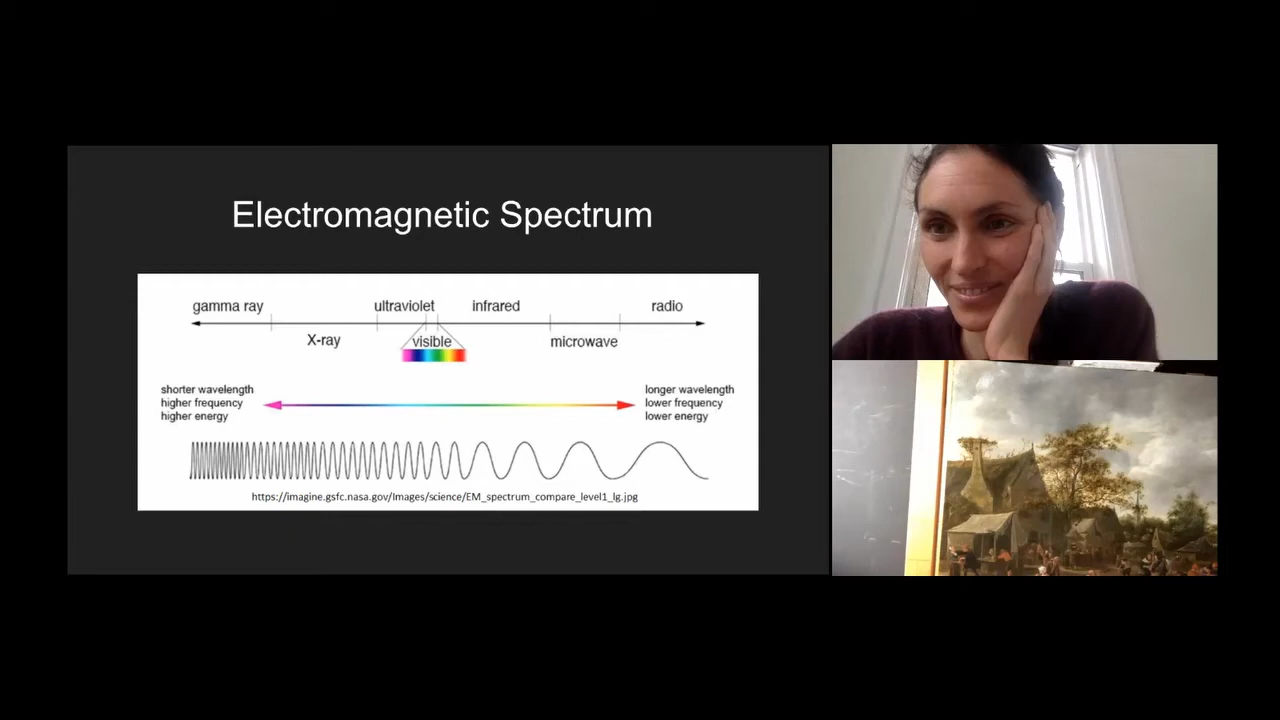 Electromagnetic Spectrum
gamma ray
ultraviolet
infrared
radio
X-ray
visible
microwave
shorter wavelength
higher frequency
higher energy
longer wavelength
lower frequency
lower energy
https://imagine.gsfc.nasa.gov/Images/science/EM_spectrum_compare_level1_lg.jpg